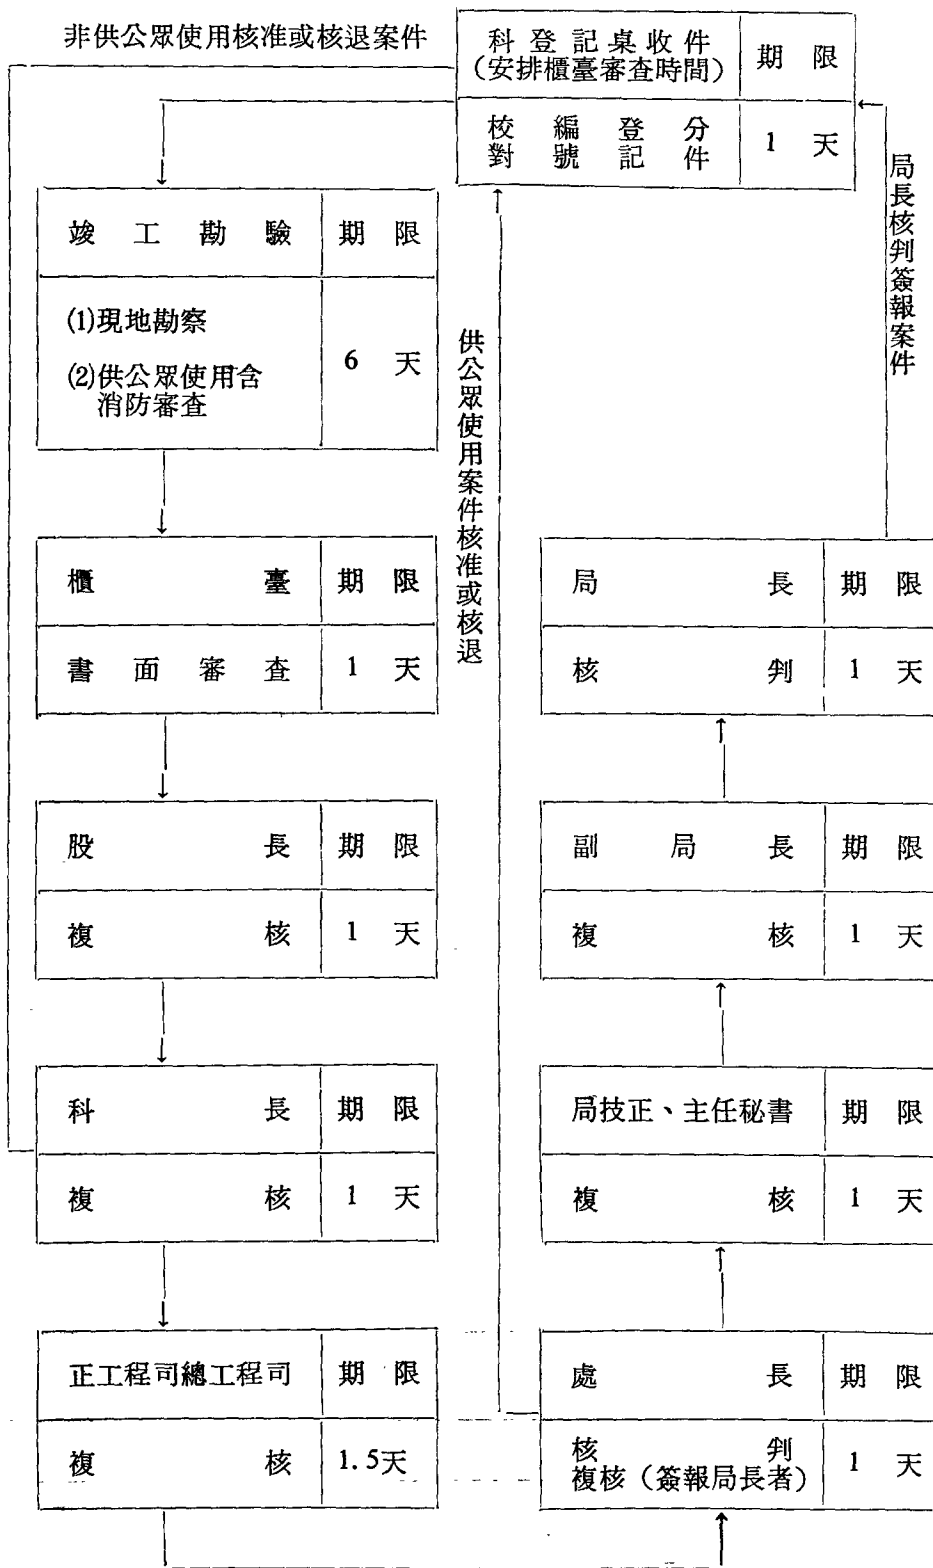 非供公眾使用核准或核退案件
科登記桌收件
(安排櫃臺審查時間)
期限
校對 編號 登記 分件
1天
局長核判簽報案件
竣工勘驗
期限
(1)現地勘察
(2)供公眾使用含
消防審查
6天
供公眾使用案件核准或核退
櫃臺
期限
書面審查
1天
股長
期限
複核
1天
科長
期限
複核
1天
正工程司總工程司
期限
複核
1.5天
處長
期限
核判
複核(簽報局長者)
1天
局技正、主任秘書
期限
複核
1天
副局長
期限
複核
1天
局長
期限
核判
1天